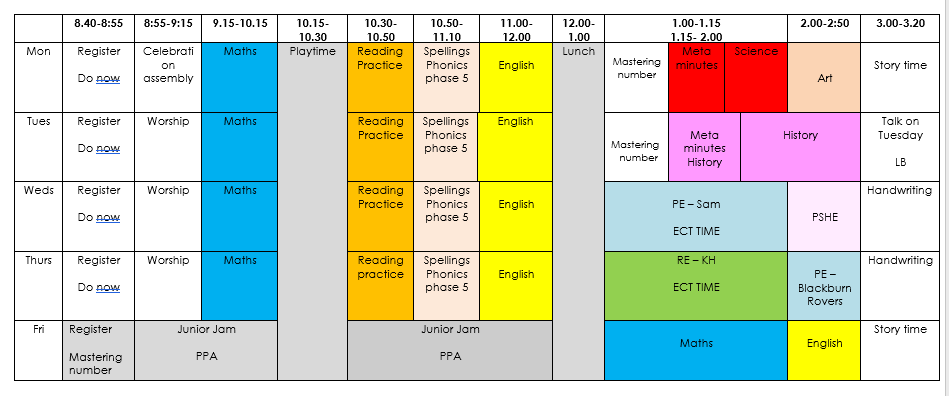 8.40-8:55 8:55-9:15 9.15-10.15 10.15-10.30 10.30-10.50 10.50-11.10 11.00-12.00 12.00-1.00 1.00-1.15 1.15- 2.00 2.00-2:50 3.00-3.20
Mon
Register
Do now
Celebrati
on
assembly
Maths
Playtime
Reading
Practice
Spellings
Phonics
phase 5
English
Lunch
Mastering
number
Meta
minutes
Science
Art
Story time
Tues
Register
Do now
Worship
Maths
Reading
Practice
Spellings
Phonics
phase 5
English
Mastering
number
Meta
minutes
History
History
Talk on
Tuesday
LB
Weds
Register
Do now
Worship
Maths
Reading
Practice
Spellings
Phonics
phase 5
English
PE – Sam
ECT TIME
PSHE
Handwriting
Thurs
Register
Do now
Worship
Maths
Reading
practice
Spellings
Phonics
phase 5
English
RE – KH
ECT TIME
PE –
Blackburn
Rovers
Handwriting
Fri
Register
Mastering
number
Junior Jam
PPA
Junior Jam
PPA
Maths
English
Story time